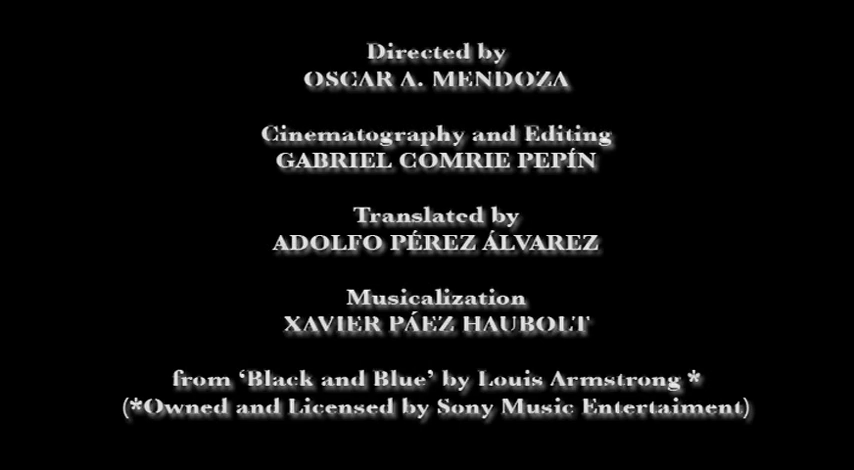 Directed by
OSCAR A. MENDOZA
Cinematography and Editing
GABRIEL COMRIE PEPÍN
Translated by
ADOLFO PÉREZ ÁLVAREZ
Musicalization
XAVIER PÁEZ HAUBOLT
from ‘Black and Blue’ by Louis Armstrong *
(*Owned and Licensed by Sony Music Entertaiment)